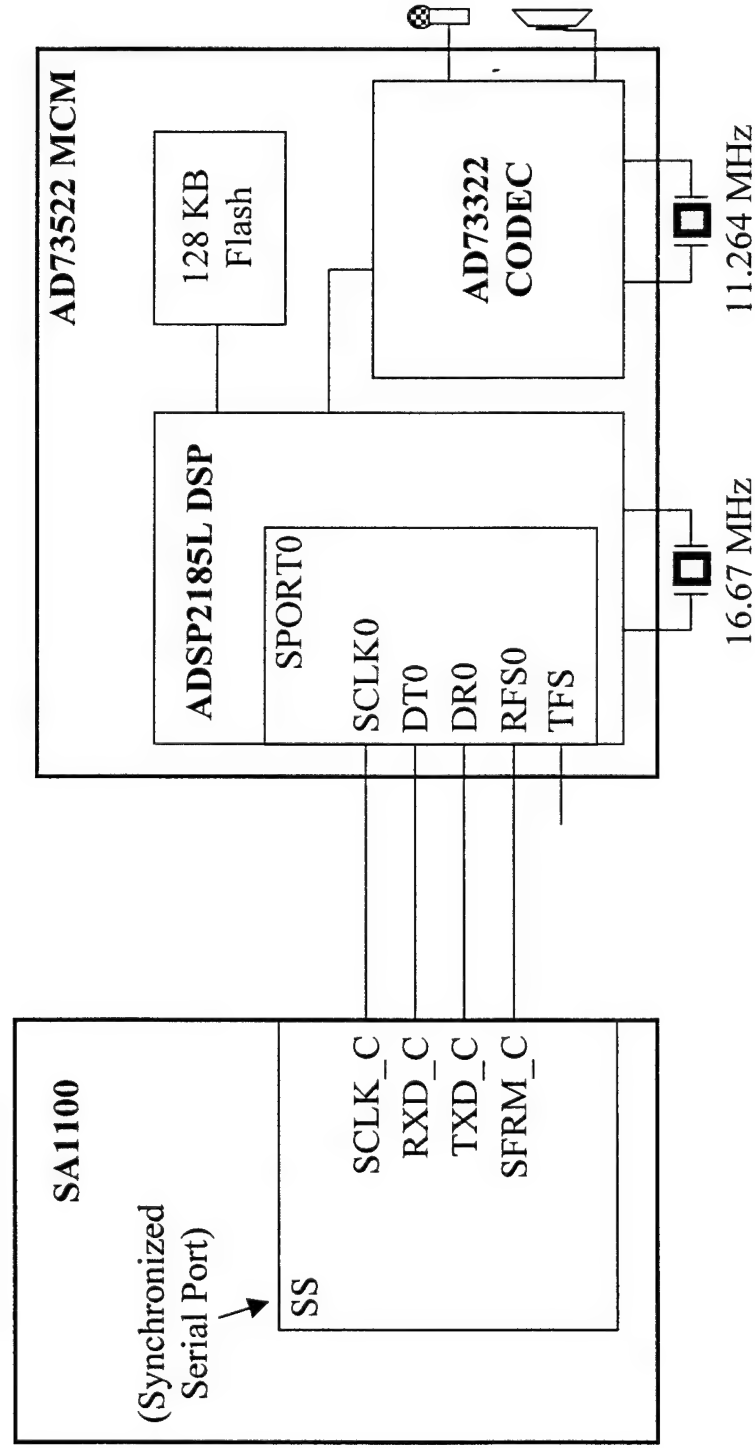 SA1100
(Synchronized
Serial Port)
SS
SCLK_C
RXD_C
TXD_C
SFRM_C
AD73522 MCM
ADSP2185L DSP
SPORT0
SCLK0
DT0
DR0
RFS0
TFS
128 KB
Flash
AD73322
CODEC
16.67 MHz
11.264 MHz